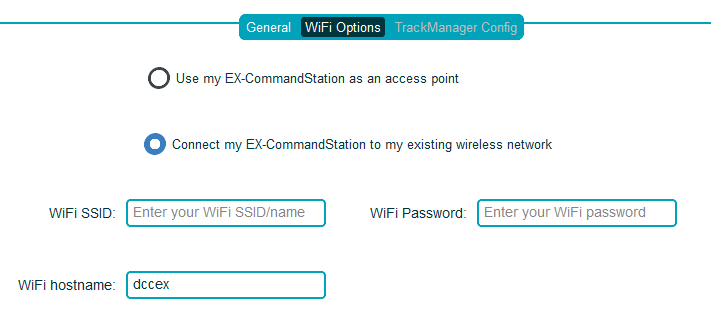 General WiFi Options TrackManager Config
Use my EX-CommandStation as an access point
Connect my EX-CommandStation to my existing wireless network
WiFi SSID: Enter your WiFi SSID/name WiFi Password: Enter your WiFi password
WiFi hostname: dccex